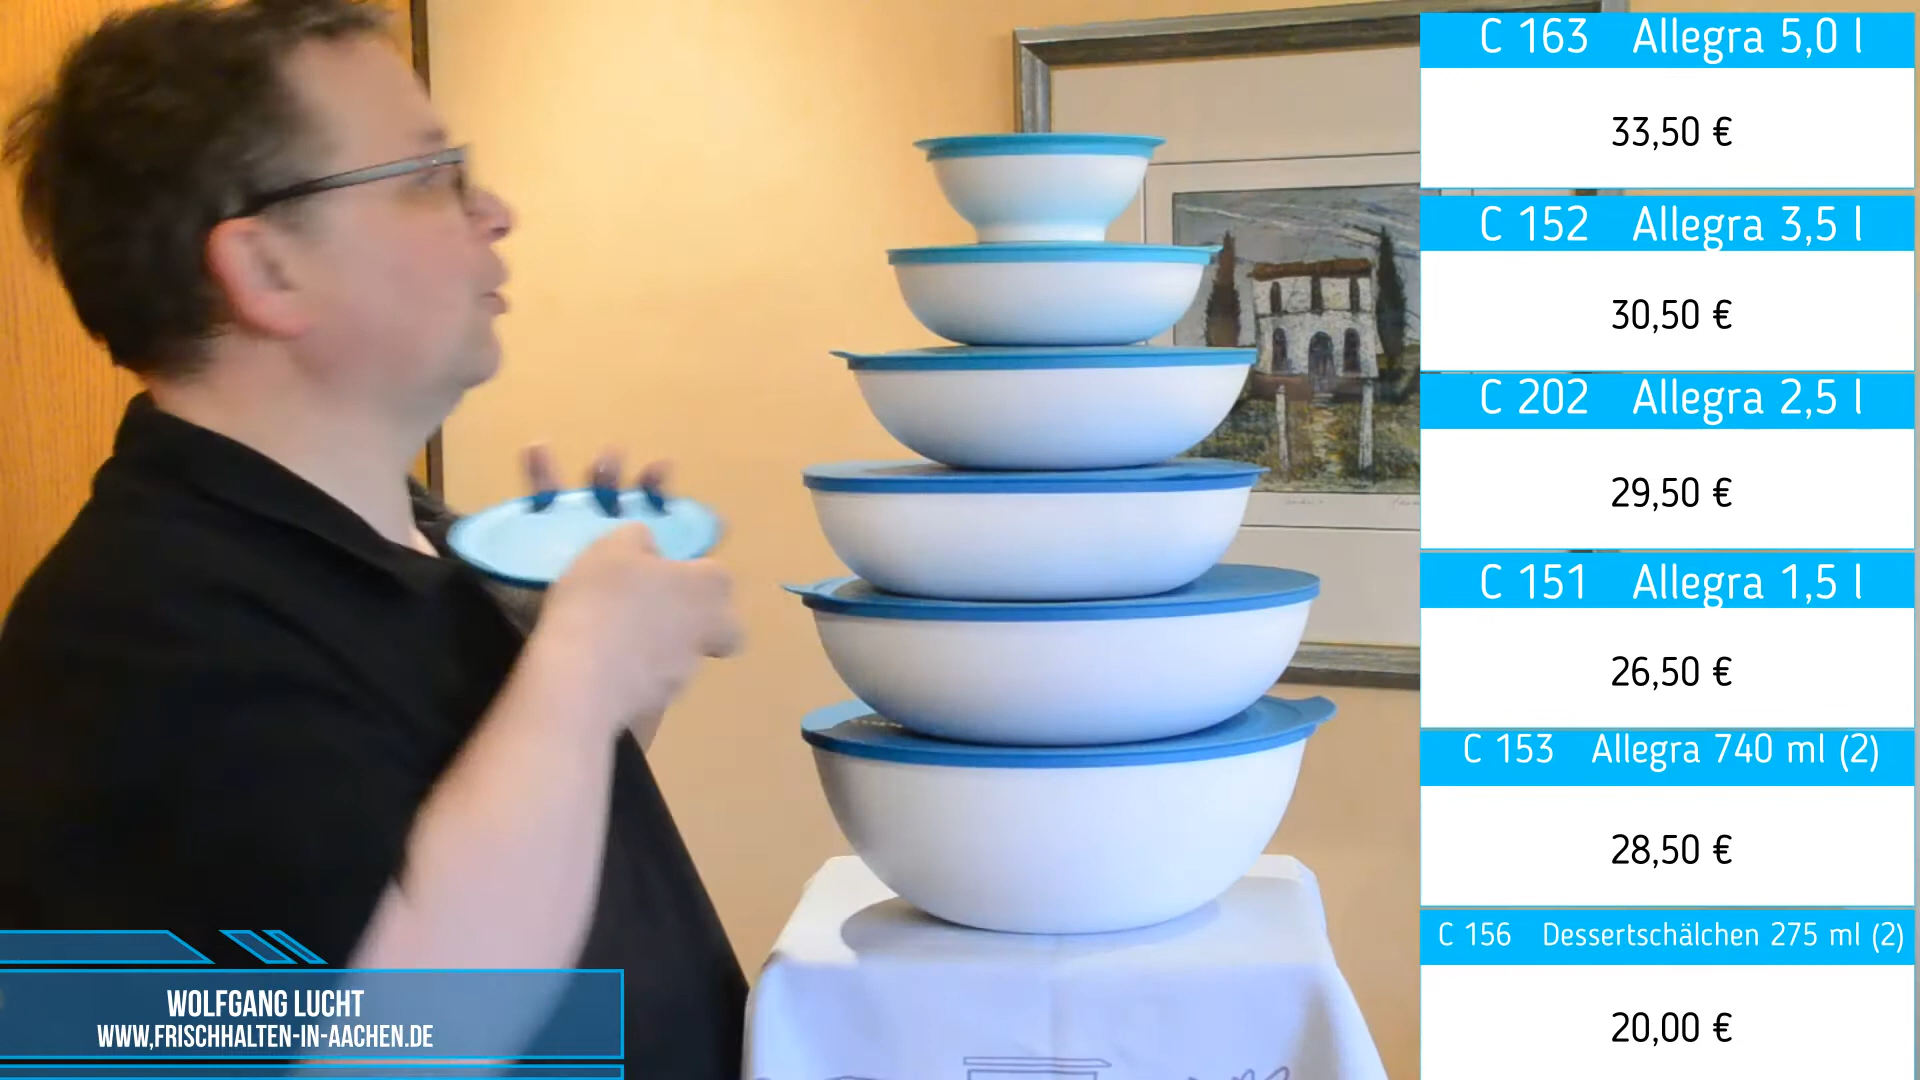 C 163 Allegra 5,0 l
33,50 €
C 152 Allegra 3,5 l
30,50 €
C 202 Allegra 2,5 l
29,50 €
C 151 Allegra 1,5 l
26,50 €
C 153 Allegra 740 ml (2)
28,50 €
C 156 Dessertschälchen 275 ml (2)
20,00 €
WOLFGANG LUCHT
WWW,FRISCHHALTEN-IN-AACHEN.DE